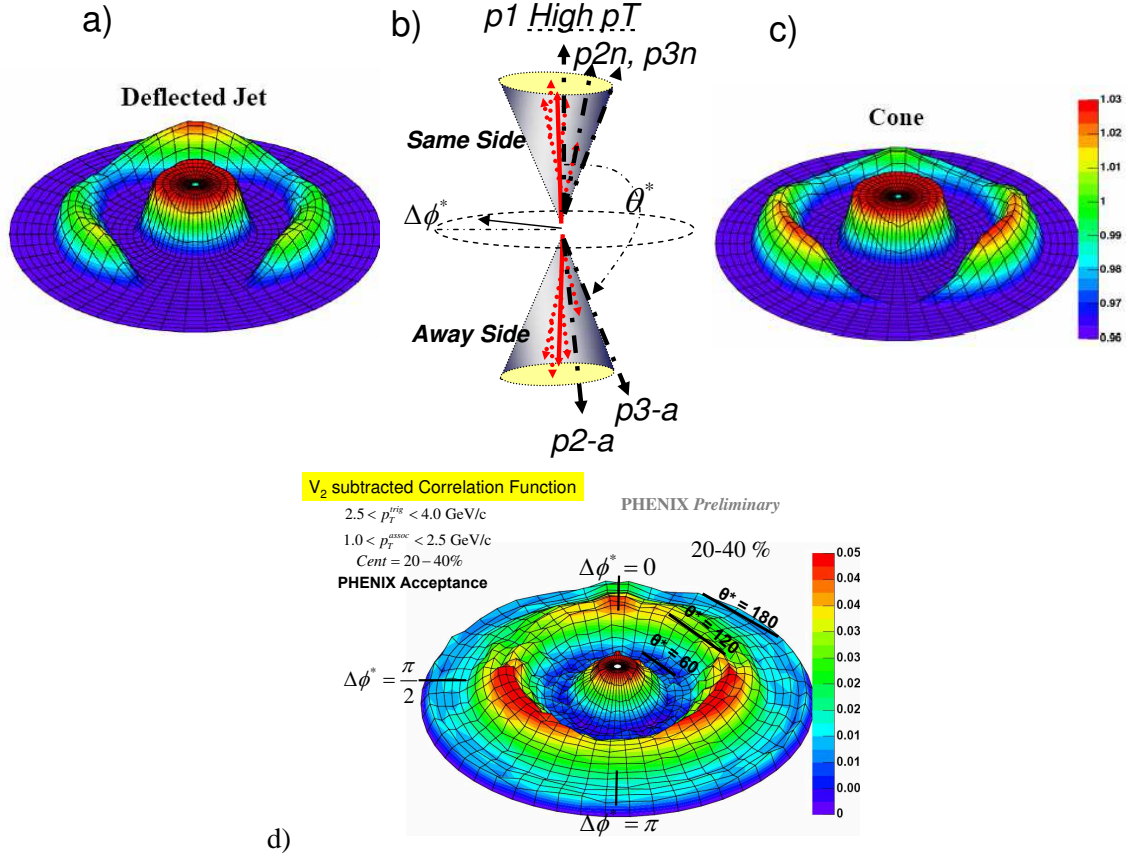 a)
Deflected Jet
b)
p1 High pT
p2n, p3n
Same Side
θ*
Δϕ*
Away Side
p3-a
p2-a
c)
Cone
1.03
1.02
1.01
1
0.99
0.98
0.97
0.96
V2 subtracted Correlation Function
2.5 < pT^trig < 4.0 GeV/c
1.0 < pT^assoc < 2.5 GeV/c
Cent = 20 – 40%
PHENIX Acceptance
PHENIX Preliminary
20-40 %
Δϕ* = 0
θ* = 180
θ* = 120
θ* = 60
Δϕ* = π/2
Δϕ* = π
0.05
0.04
0.04
0.03
0.03
0.02
0.02
0.01
0.01
0.00
0
d)